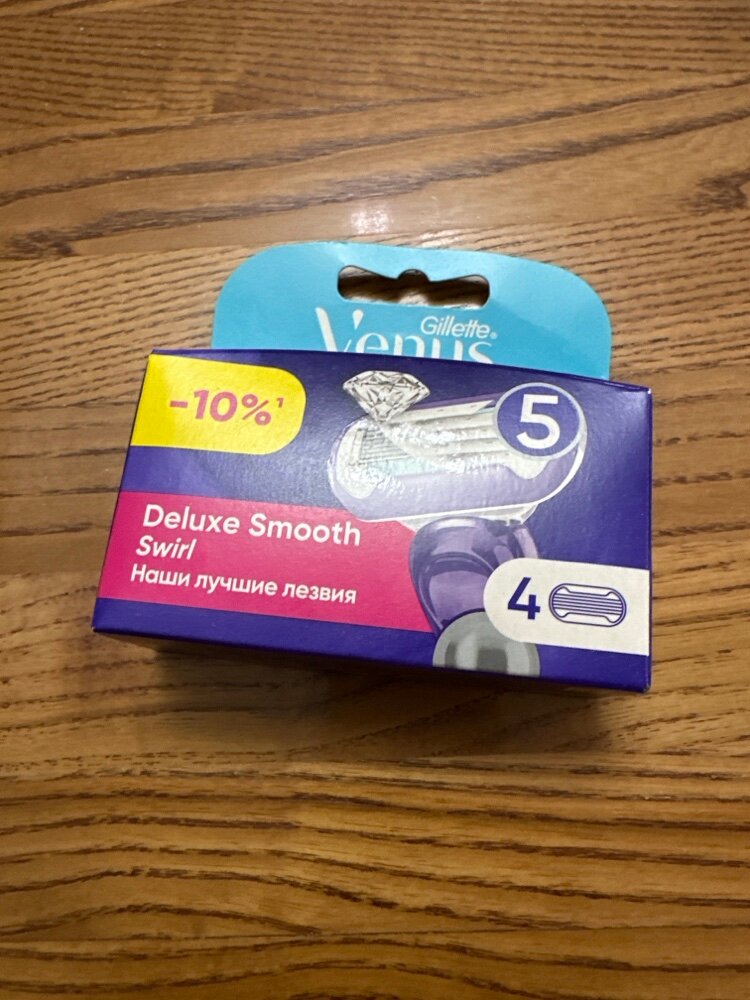 Gillette®
Venus
-10%¹
5
Deluxe Smooth
Swirl
Наши лучшие лезвия
4